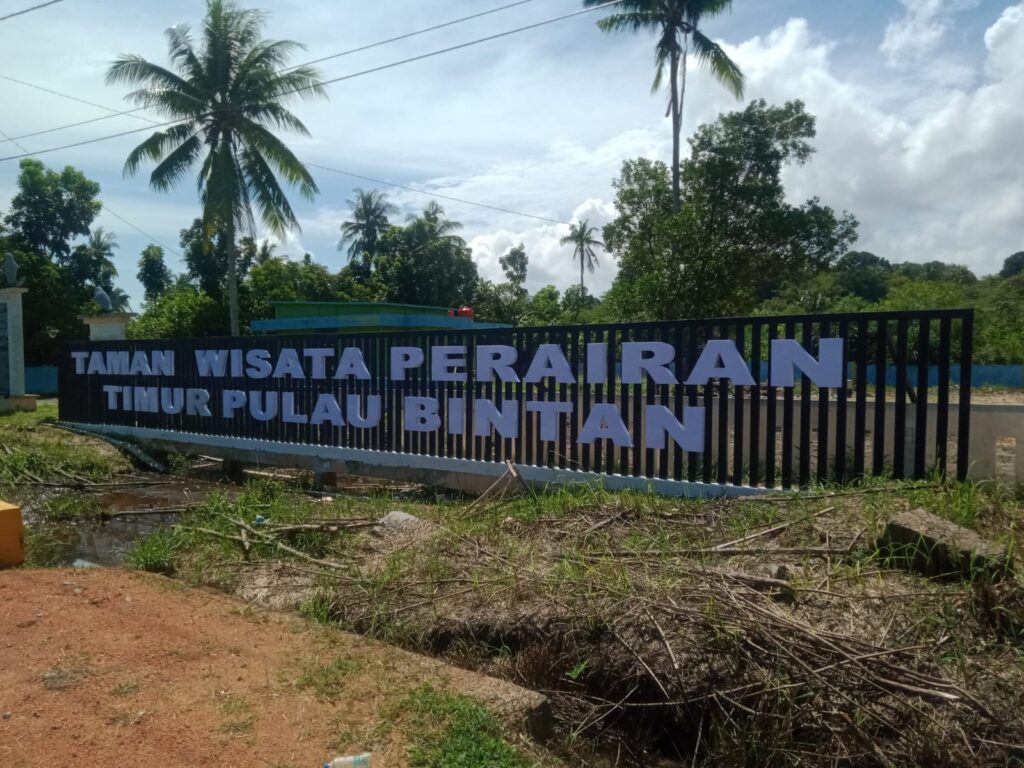 TAMAN WISATA PERAIRAN
TIMUR PULAU BINTAN